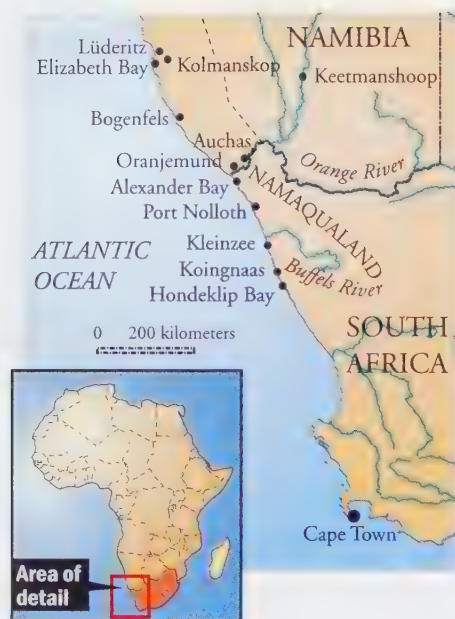 NAMIBIA
Lüderitz
Elizabeth Bay
Kolmanskop
Keetmanshoop
Bogenfels
Auchas
Oranjemund
Orange River
Alexander Bay
NAMAQUALAND
Port Nolloth
Kleinzee
ATLANTIC
OCEAN
Koingnaas
Buffels River
Hondeklip Bay
0 200 kilometers
SOUTH
AFRICA
Cape Town
Area of
detail